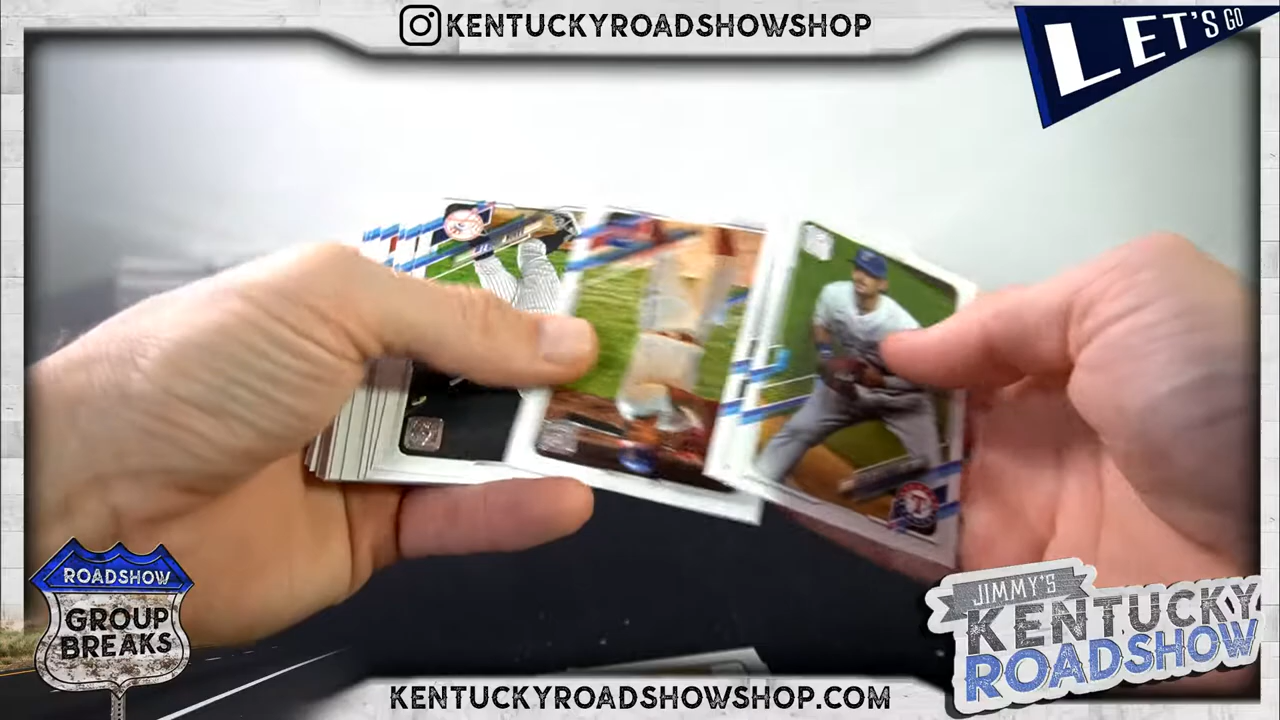 KENTUCKYROADSHOWSHOP
LET'S GO
ROADSHOW
GROUP
BREAKS
JIMMY'S
KENTUCKY
ROADSHOW
KENTUCKYROADSHOWSHOP.COM